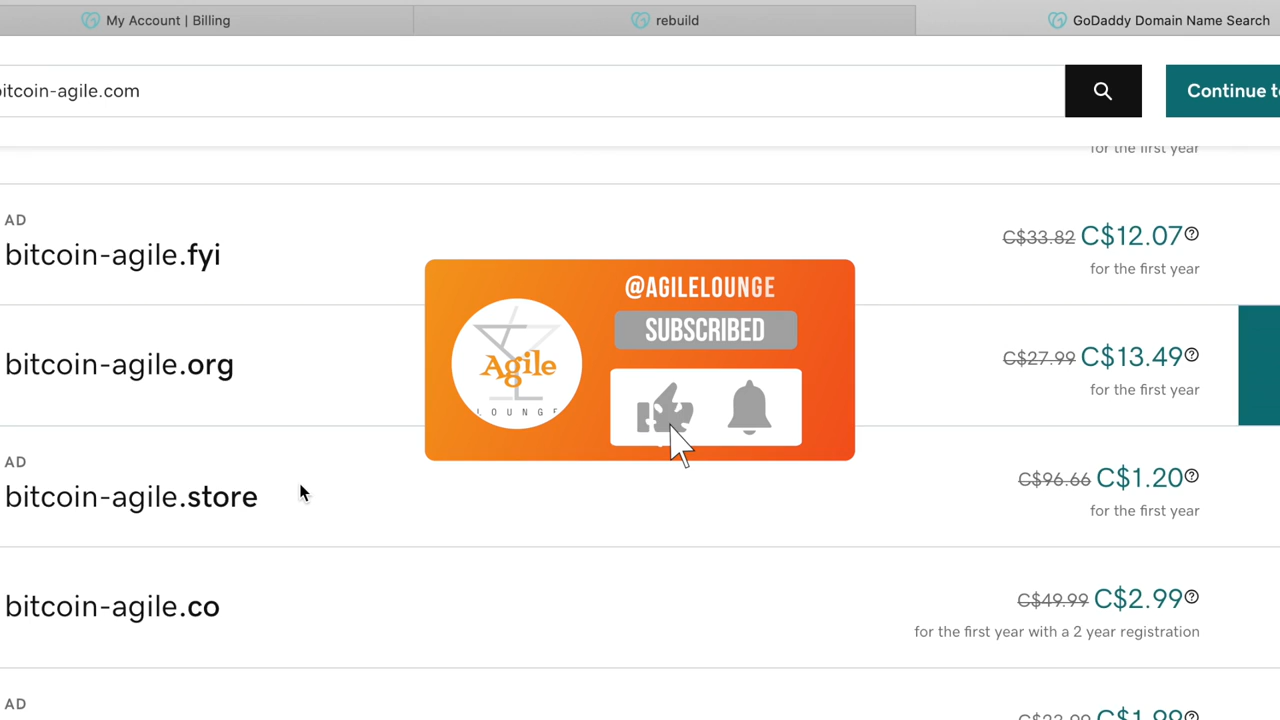 My Account | Billing
rebuild
GoDaddy Domain Name Search
bitcoin-agile.com
Continue to
for the first year
AD
bitcoin-agile.fyi
C$33.82 C$12.07
for the first year
@AGILELOUNGE
SUBSCRIBED
Agile
LOUNGE
bitcoin-agile.org
C$27.99 C$13.49
for the first year
AD
bitcoin-agile.store
C$96.66 C$1.20
for the first year
bitcoin-agile.co
C$49.99 C$2.99
for the first year with a 2 year registration
AD